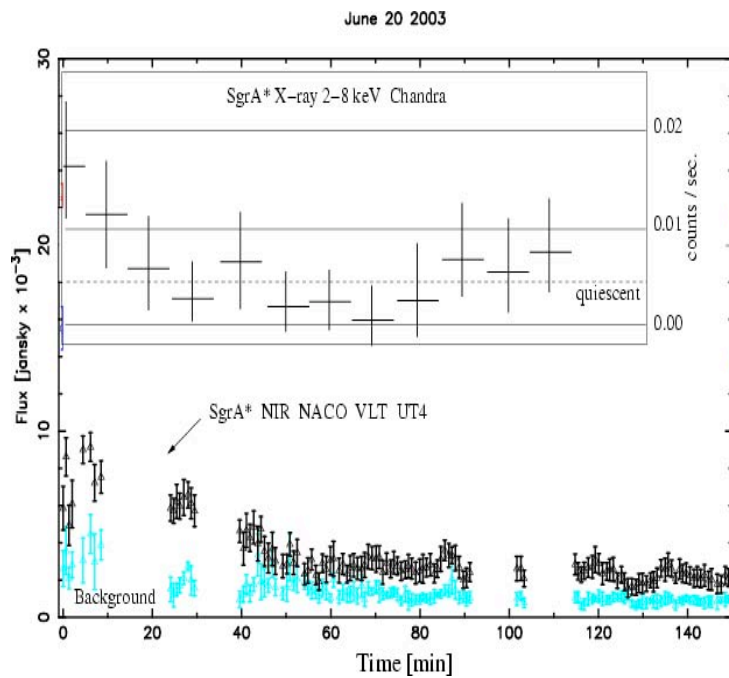 June 20 2003
30
SgrA* X-ray 2-8 keV Chandra
0.02
0.01
counts / sec.
20
quiescent
0.00
Flux [jansky x 10⁻³]
SgrA* NIR NACO VLT UT4
10
Background
0
0 20 40 60 80 100 120 140
Time [min]